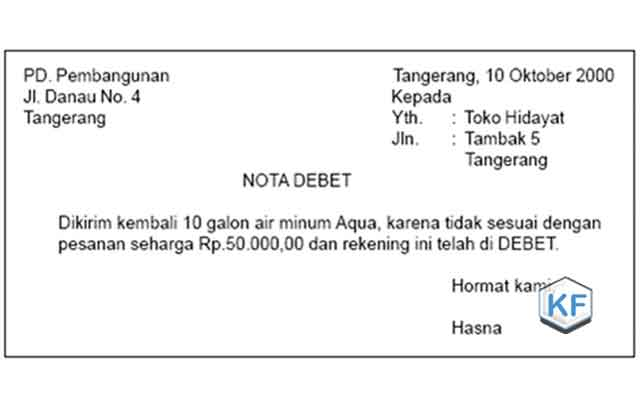 PD. Pembangunan
Jl. Danau No. 4
Tangerang
Tangerang, 10 Oktober 2000
Kepada
Yth. : Toko Hidayat
Jln. : Tambak 5
Tangerang
NOTA DEBET
Dikirim kembali 10 galon air minum Aqua, karena tidak sesuai dengan
pesanan seharga Rp.50.000,00 dan rekening ini telah di DEBET.
Hormat kami,
KF
Hasna